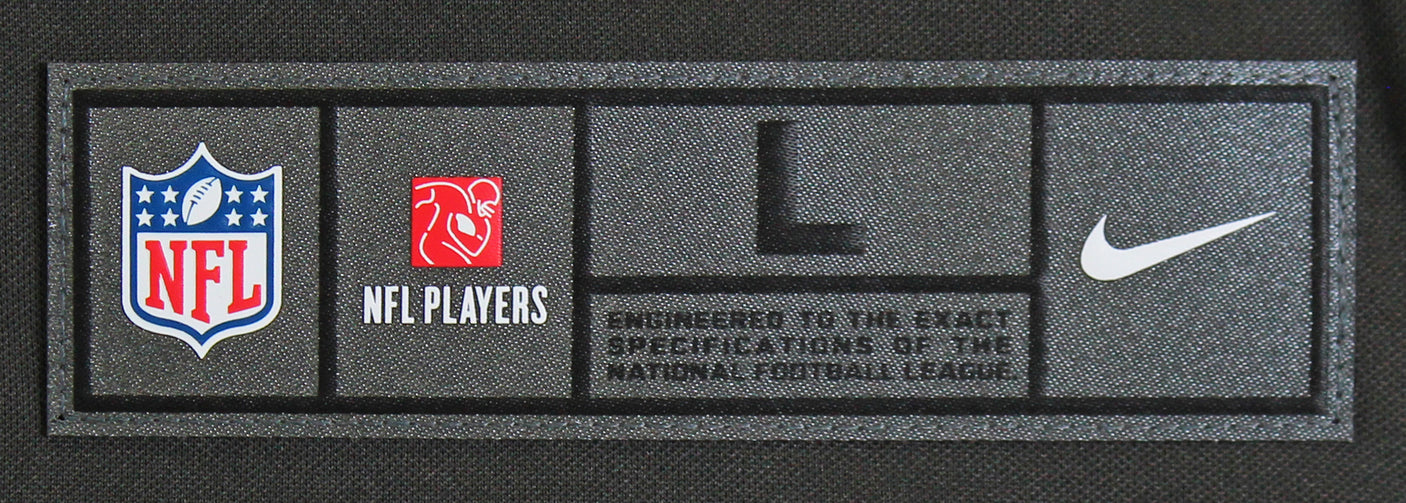 NFL
NFL PLAYERS
L
ENGINEERED TO THE EXACT
SPECIFICATIONS OF THE
NATIONAL FOOTBALL LEAGUE.